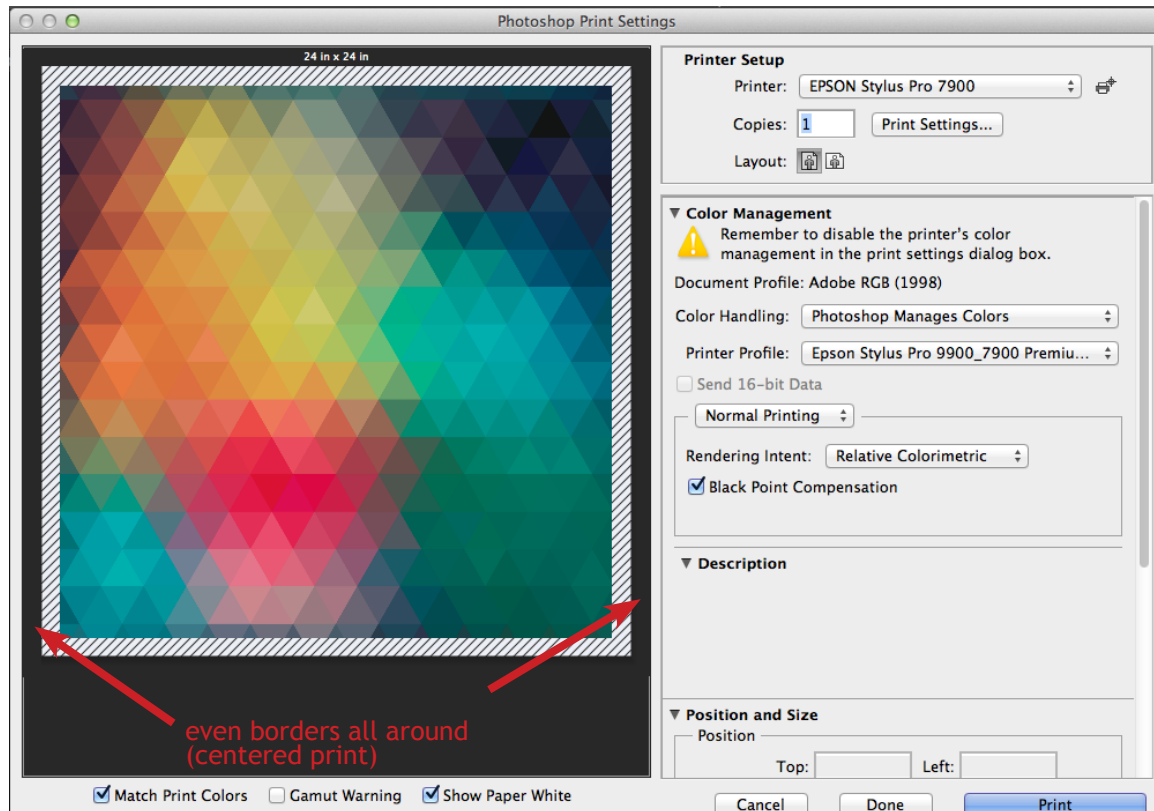 Photoshop Print Settings
24 in x 24 in
even borders all around
(centered print)
Match Print Colors
Gamut Warning
Show Paper White
Printer Setup
Printer: EPSON Stylus Pro 7900
Copies: 1 Print Settings...
Layout:
Color Management
Remember to disable the printer's color
management in the print settings dialog box.
Document Profile: Adobe RGB (1998)
Color Handling: Photoshop Manages Colors
Printer Profile: Epson Stylus Pro 9900_7900 Premiu...
Send 16-bit Data
Normal Printing
Rendering Intent: Relative Colorimetric
Black Point Compensation
Description
Position and Size
Position
Top: Left:
Cancel Done Print